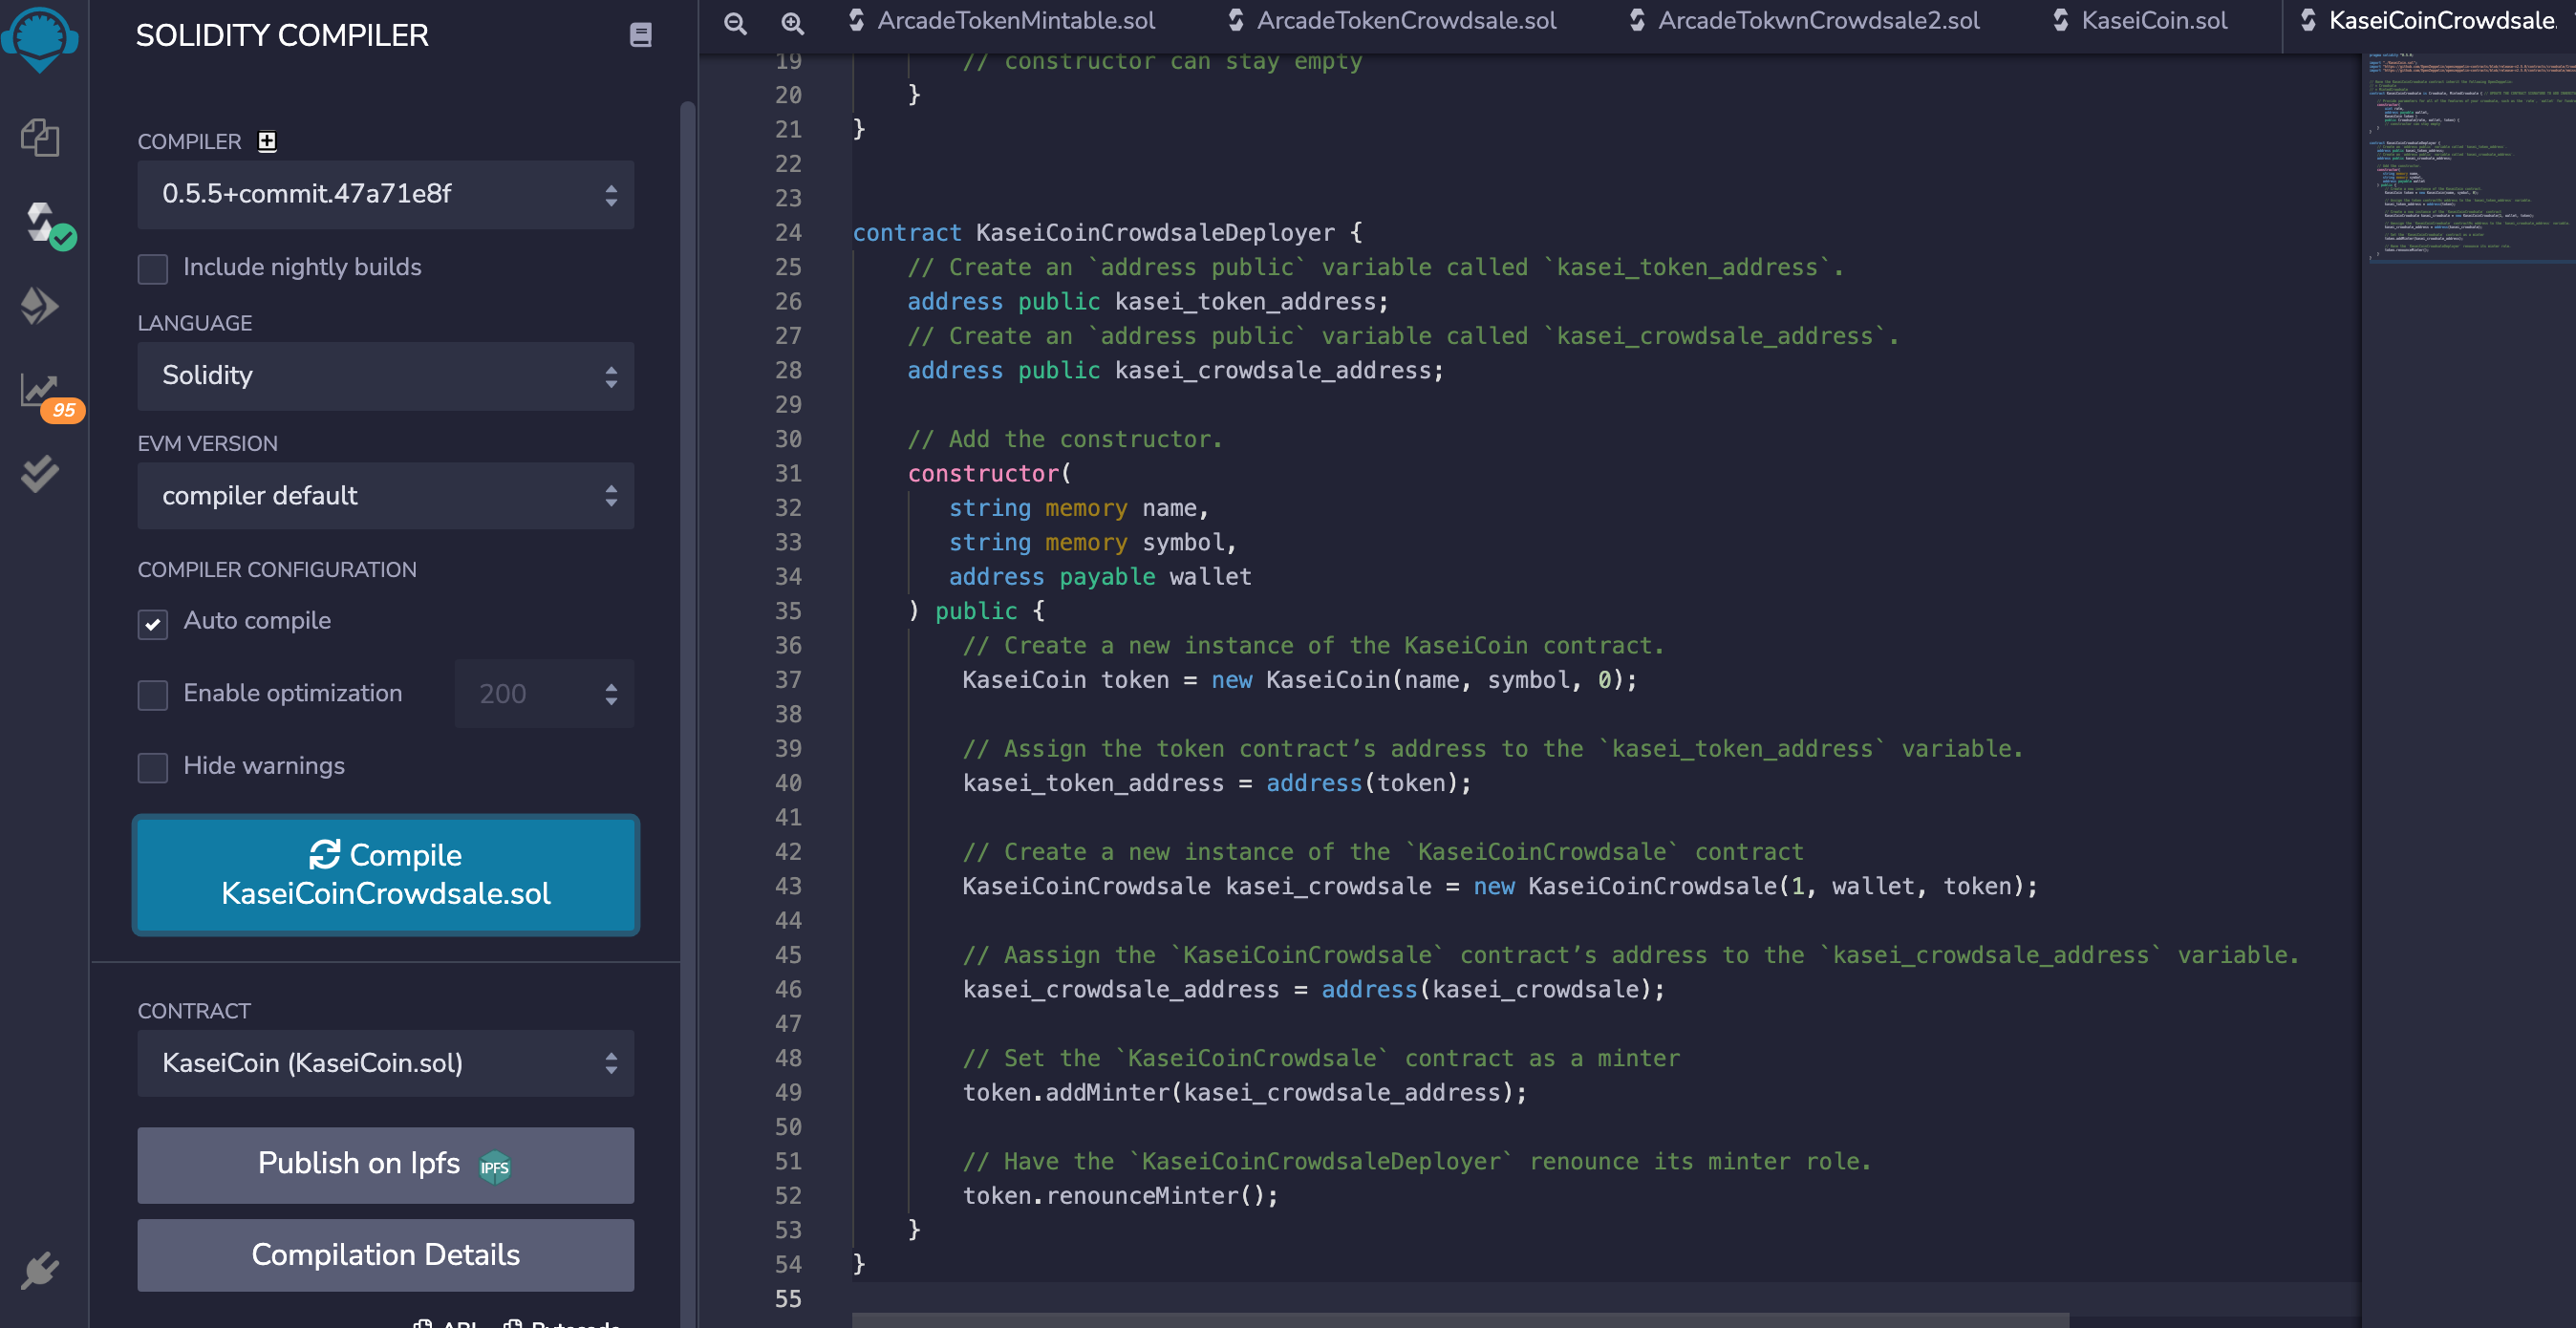 SOLIDITY COMPILER
COMPILER
0.5.5+commit.47a71e8f
Include nightly builds
LANGUAGE
Solidity
EVM VERSION
compiler default
COMPILER CONFIGURATION
Auto compile
Enable optimization
200
Hide warnings
Compile
KaseiCoinCrowdsale.sol
CONTRACT
KaseiCoin (KaseiCoin.sol)
Publish on Ipfs IPFS
Compilation Details
ABI Bytecode
95
ArcadeTokenMintable.sol
ArcadeTokenCrowdsale.sol
ArcadeTokwnCrowdsale2.sol
KaseiCoin.sol
KaseiCoinCrowdsale.
19 // constructor can stay empty
20 }
21 }
22
23
24 contract KaseiCoinCrowdsaleDeployer {
25 // Create an `address public` variable called `kasei_token_address`.
26 address public kasei_token_address;
27 // Create an `address public` variable called `kasei_crowdsale_address`.
28 address public kasei_crowdsale_address;
29
30 // Add the constructor.
31 constructor(
32 string memory name,
33 string memory symbol,
34 address payable wallet
35 ) public {
36 // Create a new instance of the KaseiCoin contract.
37 KaseiCoin token = new KaseiCoin(name, symbol, 0);
38
39 // Assign the token contract’s address to the `kasei_token_address` variable.
40 kasei_token_address = address(token);
41
42 // Create a new instance of the `KaseiCoinCrowdsale` contract
43 KaseiCoinCrowdsale kasei_crowdsale = new KaseiCoinCrowdsale(1, wallet, token);
44
45 // Aassign the `KaseiCoinCrowdsale` contract’s address to the `kasei_crowdsale_address` variable.
46 kasei_crowdsale_address = address(kasei_crowdsale);
47
48 // Set the `KaseiCoinCrowdsale` contract as a minter
49 token.addMinter(kasei_crowdsale_address);
50
51 // Have the `KaseiCoinCrowdsaleDeployer` renounce its minter role.
52 token.renounceMinter();
53 }
54 }
55